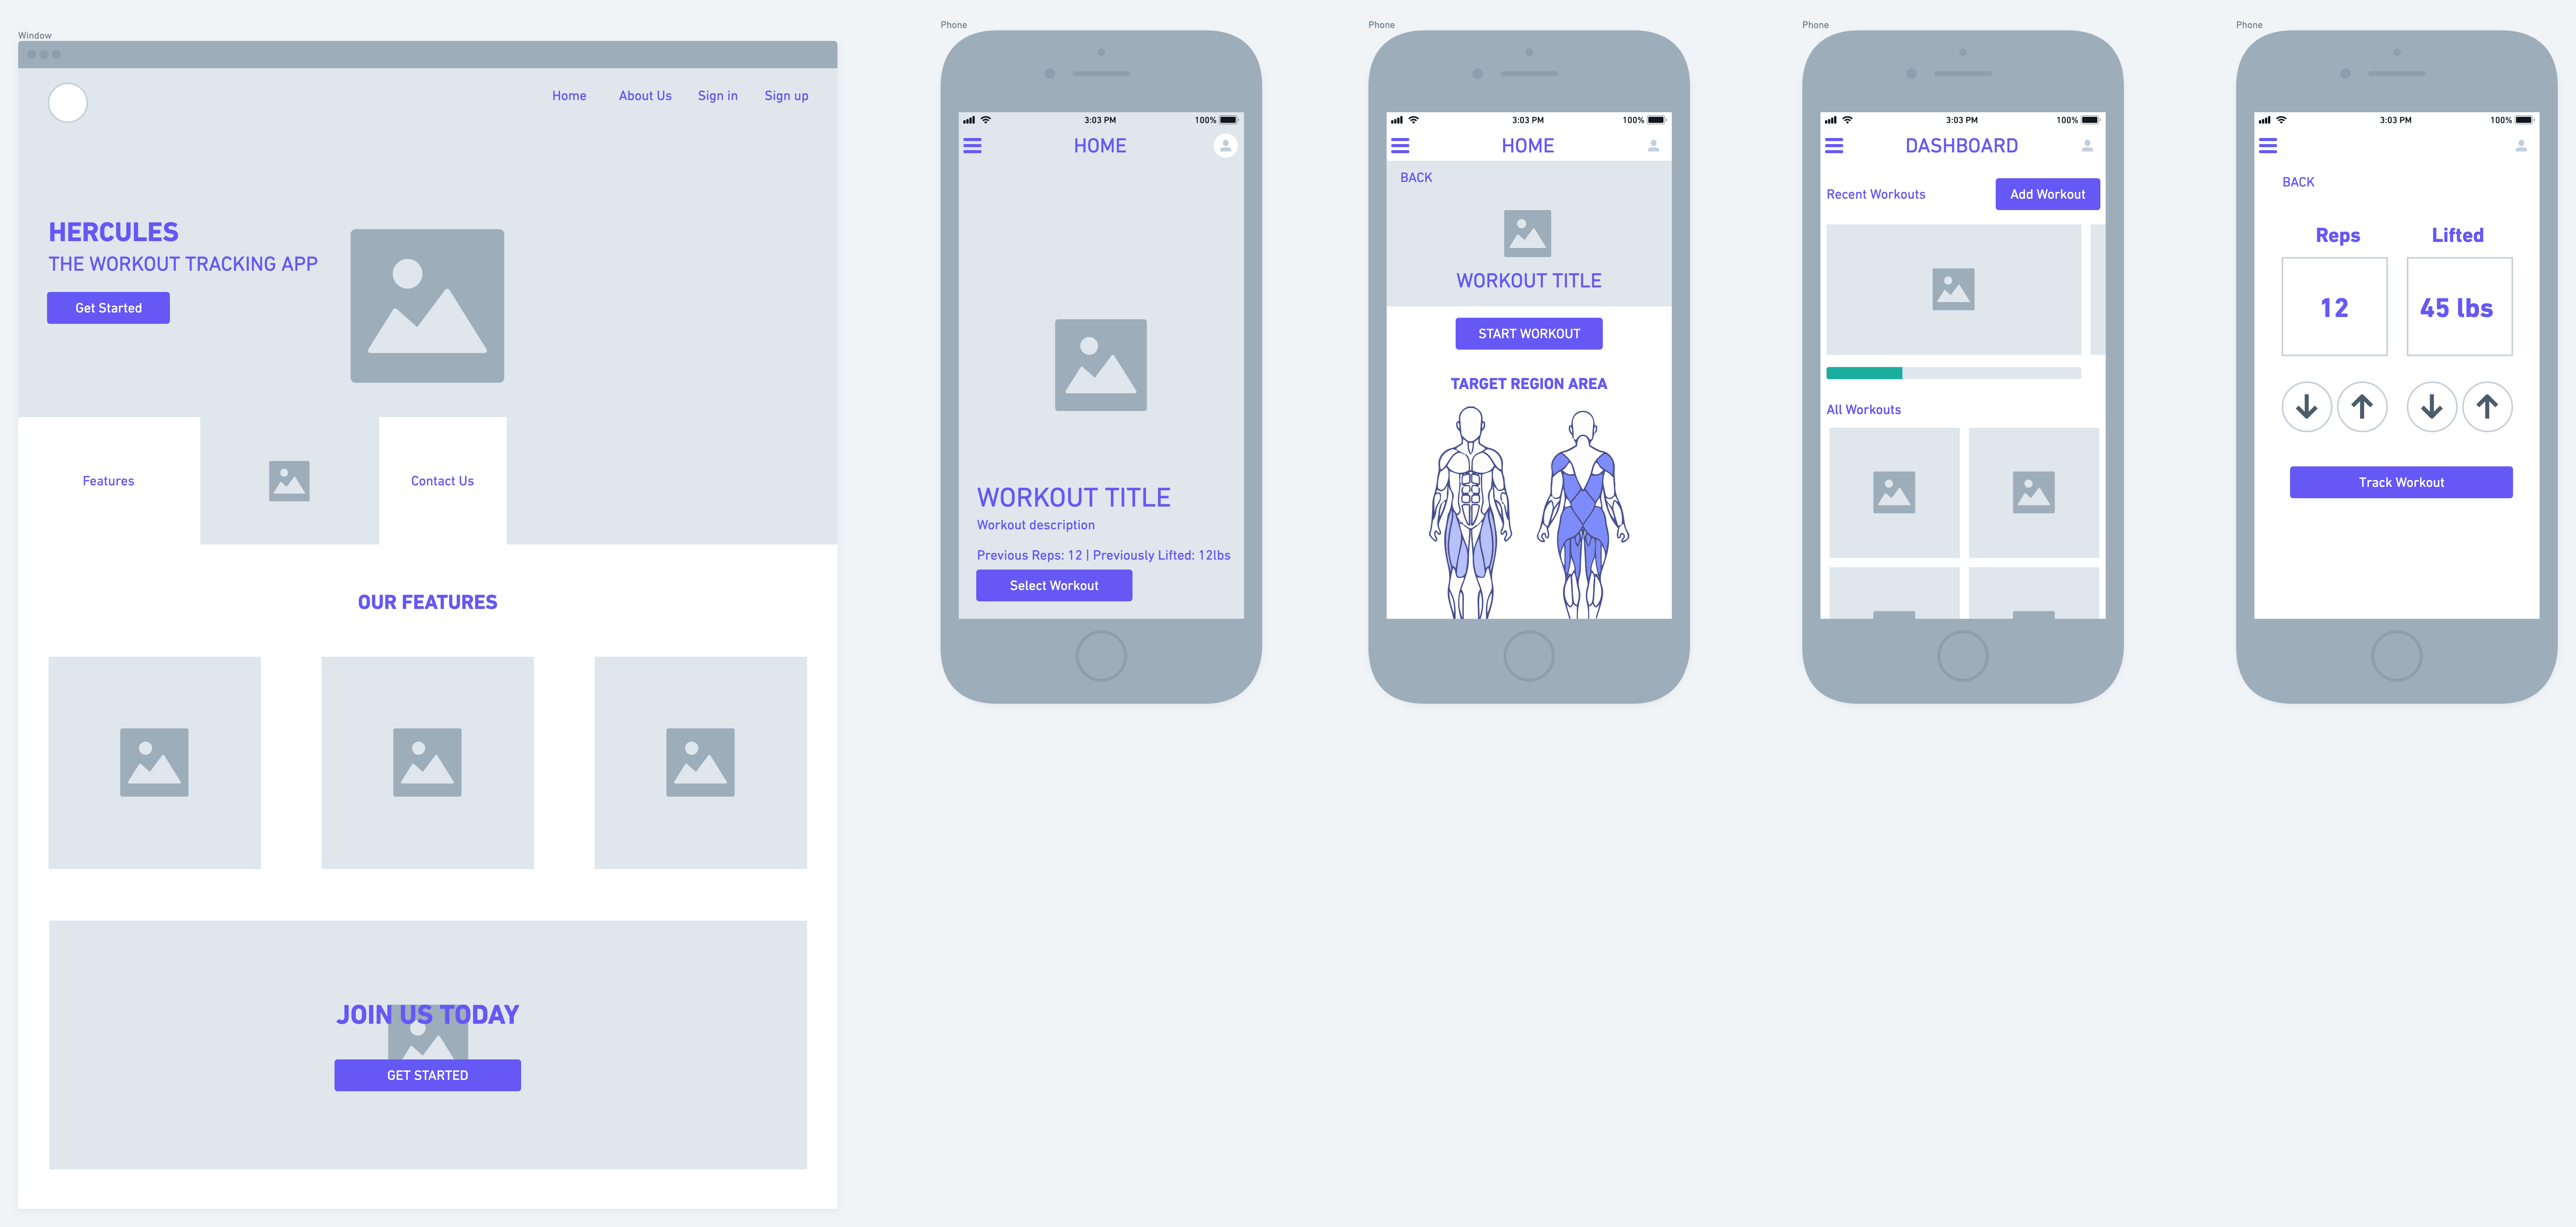 Window
Home About Us Sign in Sign up
HERCULES
THE WORKOUT TRACKING APP
Get Started
Features
Contact Us
OUR FEATURES
JOIN US TODAY
GET STARTED
Phone
3:03 PM 100%
HOME
WORKOUT TITLE
Workout description
Previous Reps: 12 | Previously Lifted: 12lbs
Select Workout
Phone
3:03 PM 100%
HOME
BACK
WORKOUT TITLE
START WORKOUT
TARGET REGION AREA
Phone
3:03 PM 100%
DASHBOARD
Recent Workouts
Add Workout
All Workouts
Phone
3:03 PM 100%
BACK
Reps Lifted
12 45 lbs
Track Workout